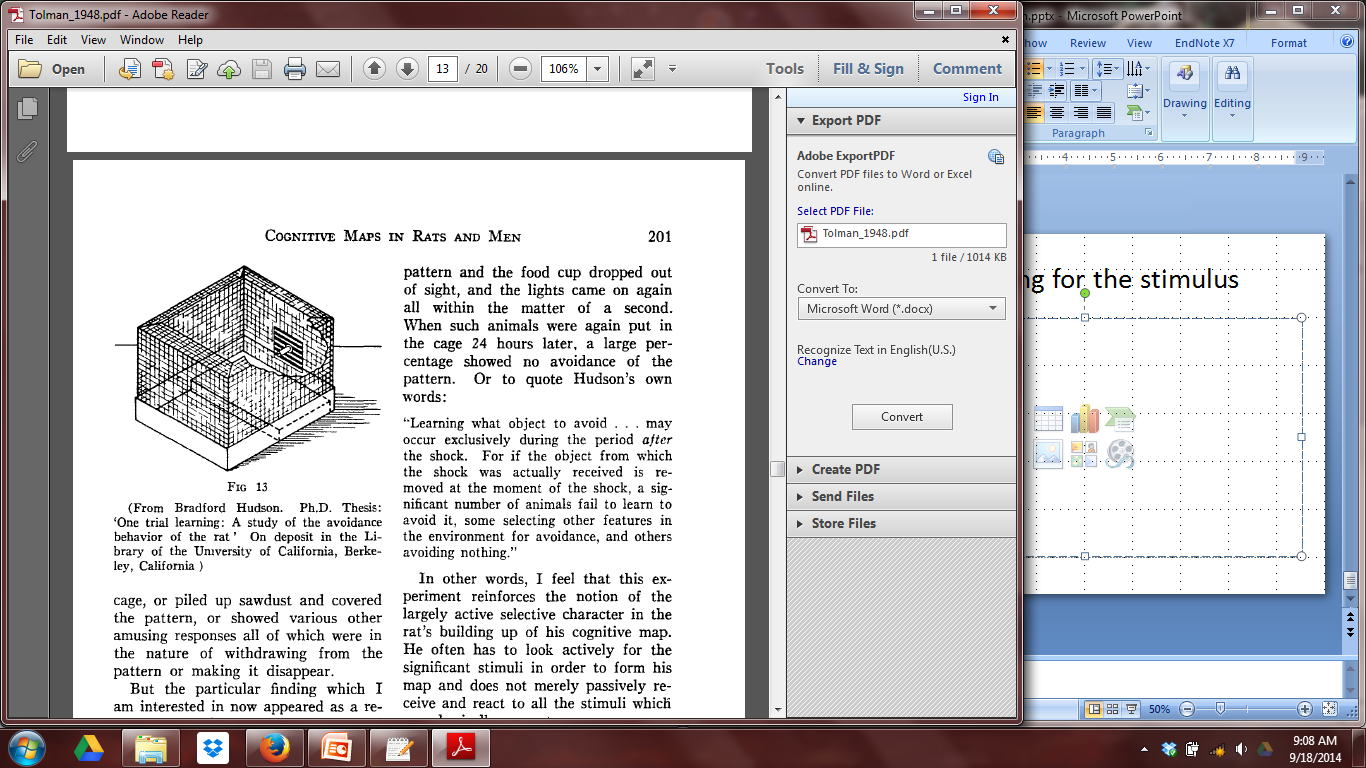 Tolman_1948.pdf - Adobe Reader
n.pptx - Microsoft PowerPoint
File Edit View Window Help
how Review View EndNote X7 Format
Open 13 / 20 106% Tools Fill & Sign Comment
Drawing Editing
Paragraph
4 5 6 7 8 9
Sign In
Export PDF
Adobe ExportPDF
Convert PDF files to Word or Excel
online.
Select PDF File:
Tolman_1948.pdf
1 file / 1014 KB
Convert To:
Microsoft Word (*.docx)
Recognize Text in English(U.S.)
Change
Convert
Create PDF
Send Files
Store Files
COGNITIVE MAPS IN RATS AND MEN 201
FIG 13
(From Bradford Hudson. Ph.D. Thesis:
'One trial learning: A study of the avoidance
behavior of the rat' On deposit in the Li-
brary of the University of California, Berke-
ley, California )
cage, or piled up sawdust and covered
the pattern, or showed various other
amusing responses all of which were in
the nature of withdrawing from the
pattern or making it disappear.
But the particular finding which I
am interested in now appeared as a re-
pattern and the food cup dropped out
of sight, and the lights came on again
all within the matter of a second.
When such animals were again put in
the cage 24 hours later, a large per-
centage showed no avoidance of the
pattern. Or to quote Hudson's own
words:
"Learning what object to avoid . . . may
occur exclusively during the period after
the shock. For if the object from which
the shock was actually received is re-
moved at the moment of the shock, a sig-
nificant number of animals fail to learn to
avoid it, some selecting other features in
the environment for avoidance, and others
avoiding nothing."
In other words, I feel that this ex-
periment reinforces the notion of the
largely active selective character in the
rat's building up of his cognitive map.
He often has to look actively for the
significant stimuli in order to form his
map and does not merely passively re-
ceive and react to all the stimuli which
ng for the stimulus
50%
9:08 AM
9/18/2014